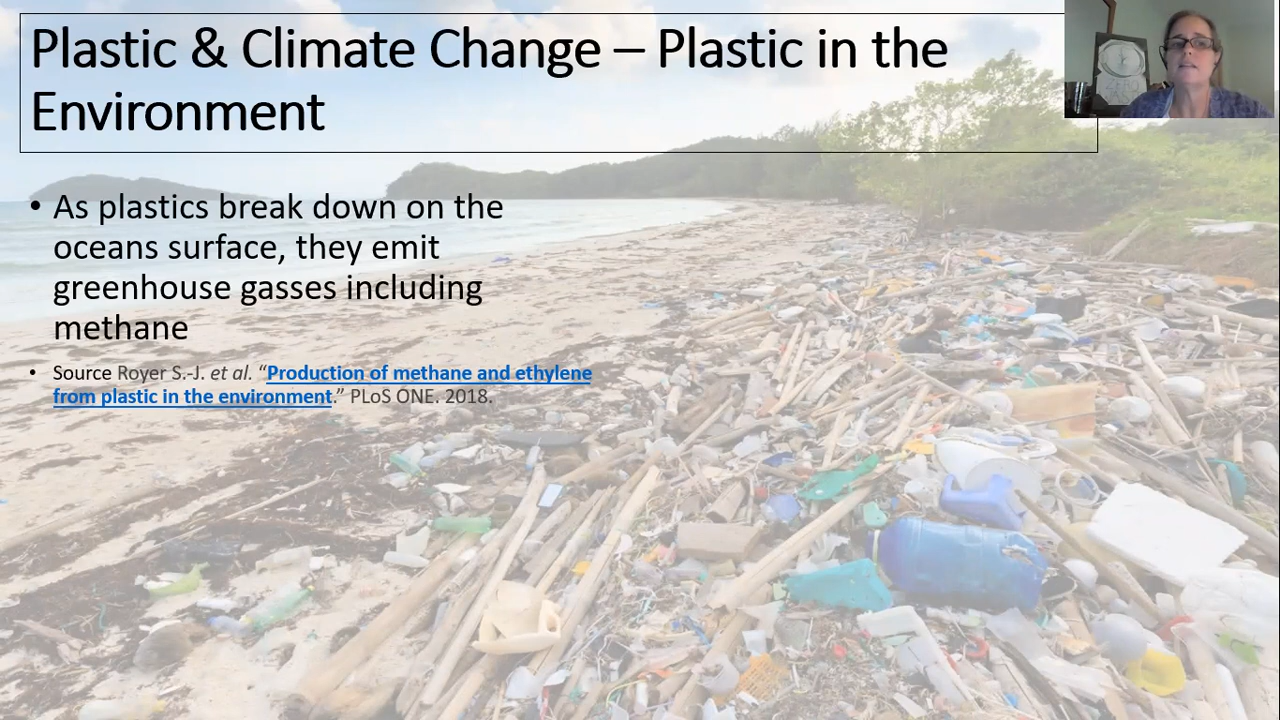 Plastic & Climate Change – Plastic in the
Environment
• As plastics break down on the
oceans surface, they emit
greenhouse gasses including
methane
• Source Royer S.-J. et al. “Production of methane and ethylene
from plastic in the environment.” PLoS ONE. 2018.